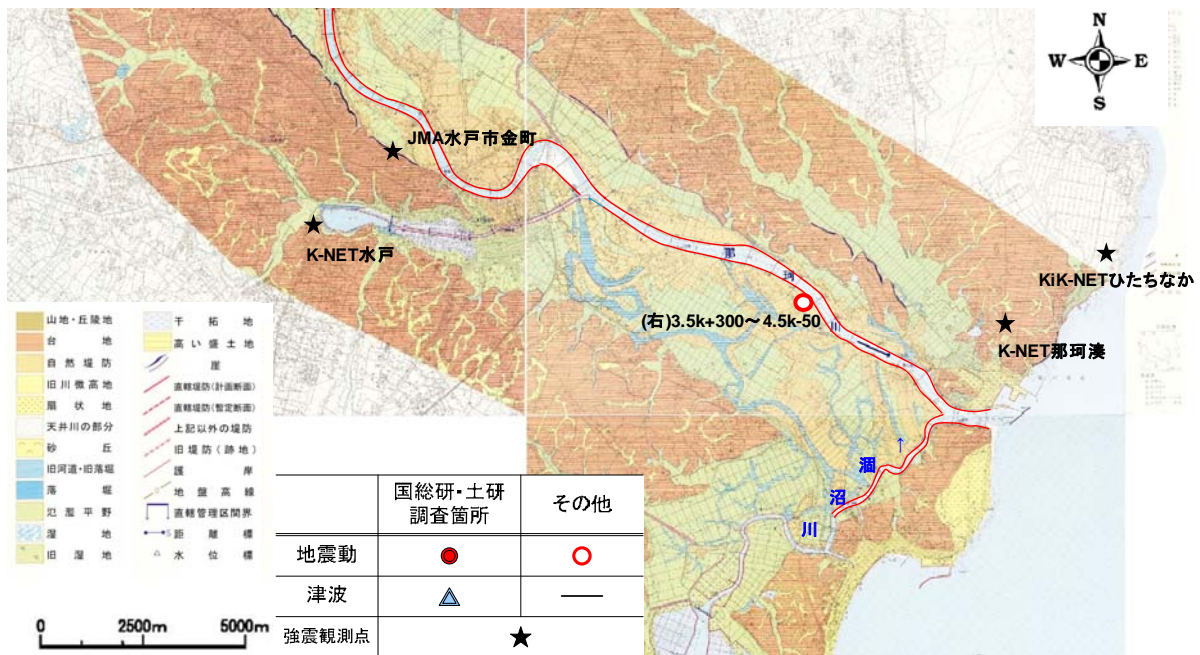 N
W E
S
JMA水戸市金町
K-NET水戸
KiK-NETひたちなか
K-NET那珂湊
(右)3.5k+300～4.5k-50
那
珂
川
↑
涸
沼
川
山地・丘陵地
台地
自然堤防
旧川微高地
扇状地
天井川の部分
砂丘
旧河道・旧落堀
落堀
氾濫平野
湿地
旧湿地
干拓地
高い盛土地
崖
直轄堤防(計画断面)
直轄堤防(暫定断面)
上記以外の堤防
旧堤防(跡地)
護岸
地盤高線
直轄管理区間界
距離標
水位標
0 2500m 5000m
国総研・土研
調査箇所
その他
地震動
津波
強震観測点